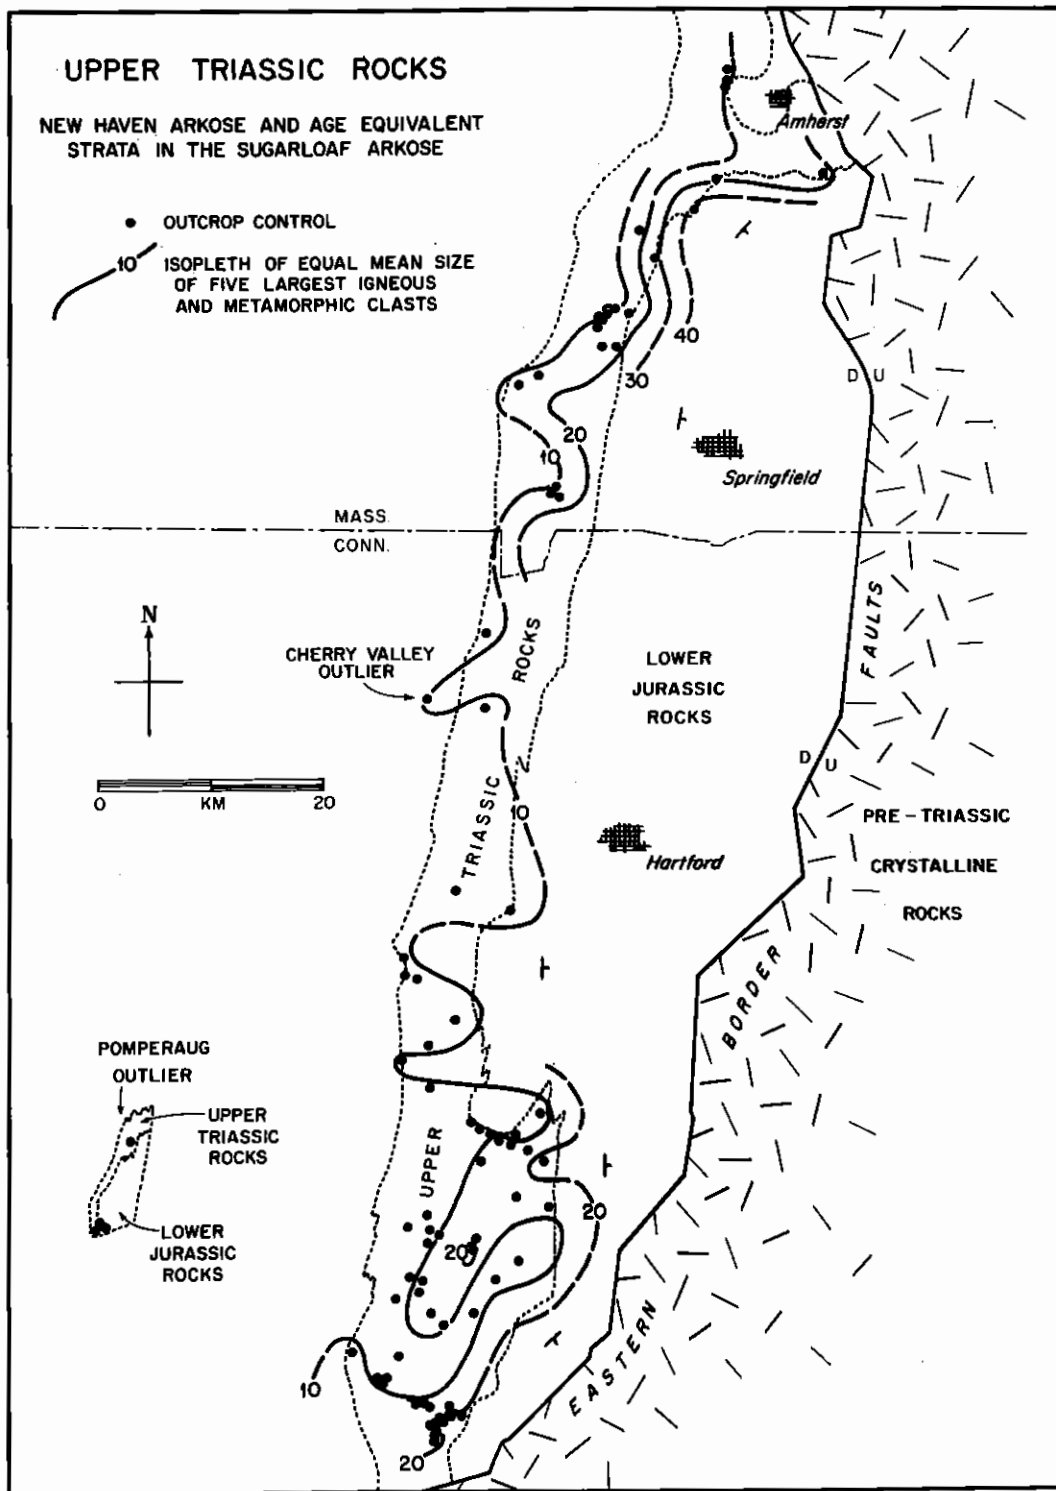 UPPER TRIASSIC ROCKS
NEW HAVEN ARKOSE AND AGE EQUIVALENT
STRATA IN THE SUGARLOAF ARKOSE
OUTCROP CONTROL
10 ISOPLETH OF EQUAL MEAN SIZE
OF FIVE LARGEST IGNEOUS
AND METAMORPHIC CLASTS
Amherst
40
30
D U
20
10
Springfield
MASS.
CONN.
N
CHERRY VALLEY
OUTLIER
ROCKS
LOWER
JURASSIC
ROCKS
FAULTS
0 KM 20
TRIASSIC
10
D U
PRE-TRIASSIC
CRYSTALLINE
ROCKS
Hartford
BORDER
POMPERAUG
OUTLIER
UPPER
TRIASSIC
ROCKS
UPPER
20
LOWER
JURASSIC
ROCKS
20
EASTERN
10
20